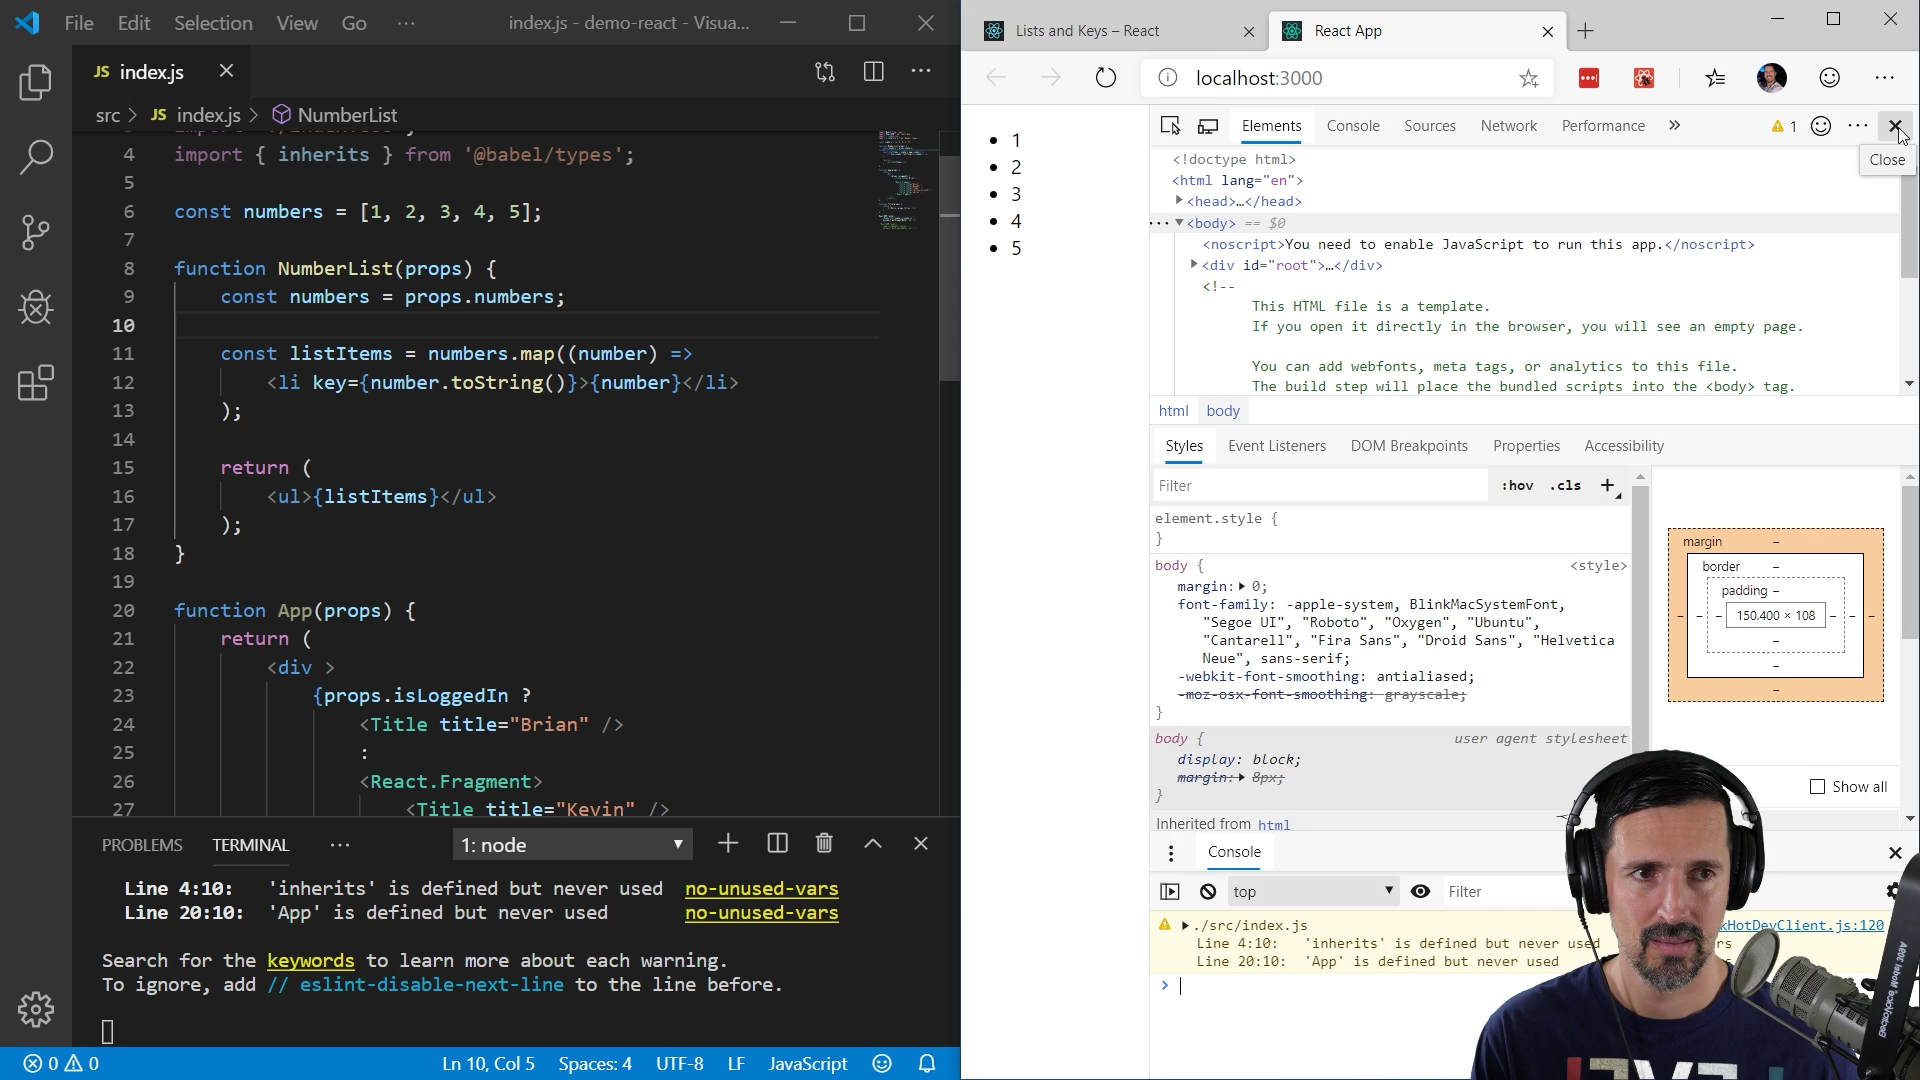 File Edit Selection View Go ··· index.js - demo-react - Visua...
JS index.js
src > JS index.js > NumberList
4 import { inherits } from '@babel/types';
5
6 const numbers = [1, 2, 3, 4, 5];
7
8 function NumberList(props) {
9 const numbers = props.numbers;
10
11 const listItems = numbers.map((number) =>
12 <li key={number.toString()}>{number}</li>
13 );
14
15 return (
16 <ul>{listItems}</ul>
17 );
18 }
19
20 function App(props) {
21 return (
22 <div >
23 {props.isLoggedIn ?
24 <Title title="Brian" />
25 :
26 <React.Fragment>
27 <Title title="Kevin" />
PROBLEMS TERMINAL ··· 1: node
Line 4:10: 'inherits' is defined but never used no-unused-vars
Line 20:10: 'App' is defined but never used no-unused-vars
Search for the keywords to learn more about each warning.
To ignore, add // eslint-disable-next-line to the line before.
0 0 Ln 10, Col 5 Spaces: 4 UTF-8 LF JavaScript
Lists and Keys – React React App
localhost:3000
1
2
3
4
5
Elements Console Sources Network Performance » 1
Close
<!doctype html>
<html lang="en">
<head>…</head>
<body> == $0
<noscript>You need to enable JavaScript to run this app.</noscript>
<div id="root">…</div>
<!--
This HTML file is a template.
If you open it directly in the browser, you will see an empty page.
You can add webfonts, meta tags, or analytics to this file.
The build step will place the bundled scripts into the <body> tag.
html body
Styles Event Listeners DOM Breakpoints Properties Accessibility
Filter :hov .cls +
element.style {
}
body { <style>
margin: 0;
font-family: -apple-system, BlinkMacSystemFont,
"Segoe UI", "Roboto", "Oxygen", "Ubuntu",
"Cantarell", "Fira Sans", "Droid Sans", "Helvetica
Neue", sans-serif;
-webkit-font-smoothing: antialiased;
-moz-osx-font-smoothing: grayscale;
}
body { user agent stylesheet
display: block;
margin: 8px;
}
Inherited from html
margin –
border –
padding –
150.400 × 108
Show all
Console
top Filter
./src/index.js kHotDevClient.js:120
Line 4:10: 'inherits' is defined but never used
Line 20:10: 'App' is defined but never used
>